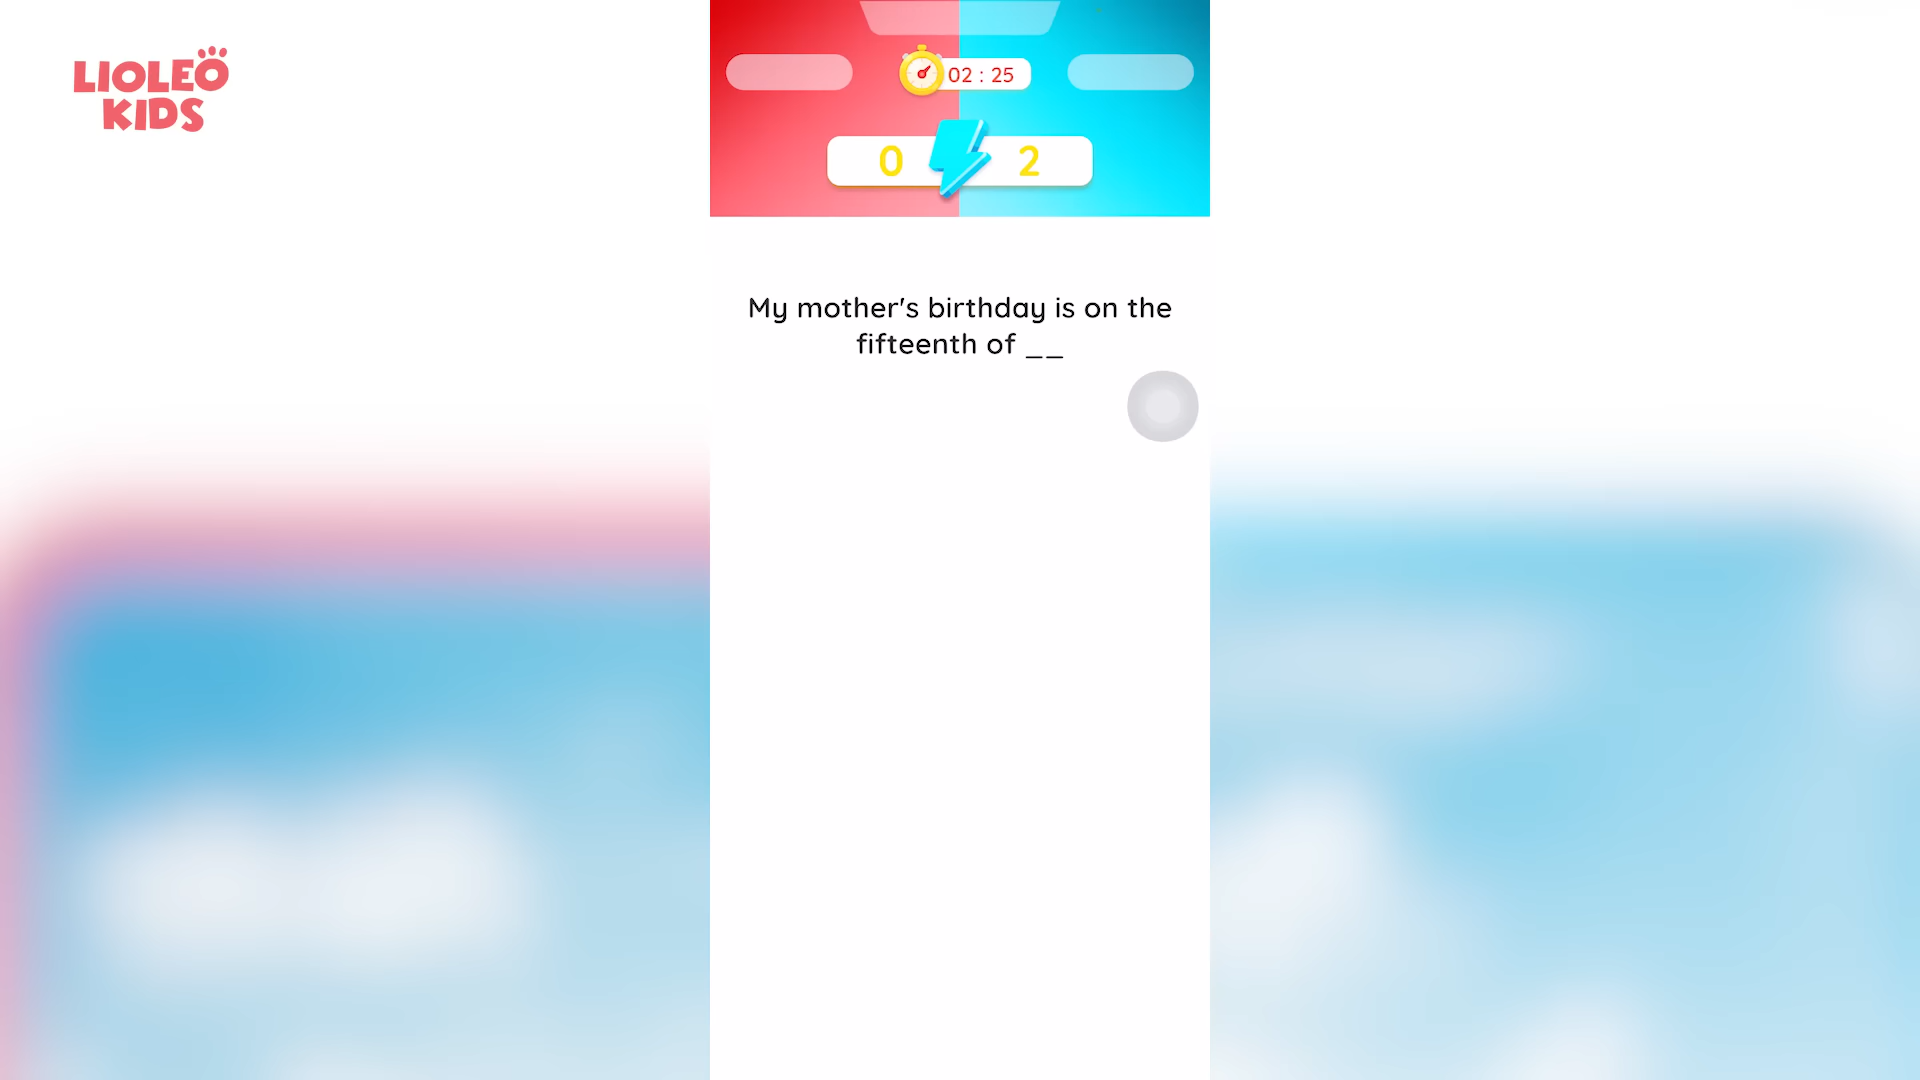 LIOLEO
KIDS
02 : 25
0 2
My mother's birthday is on the
fifteenth of __